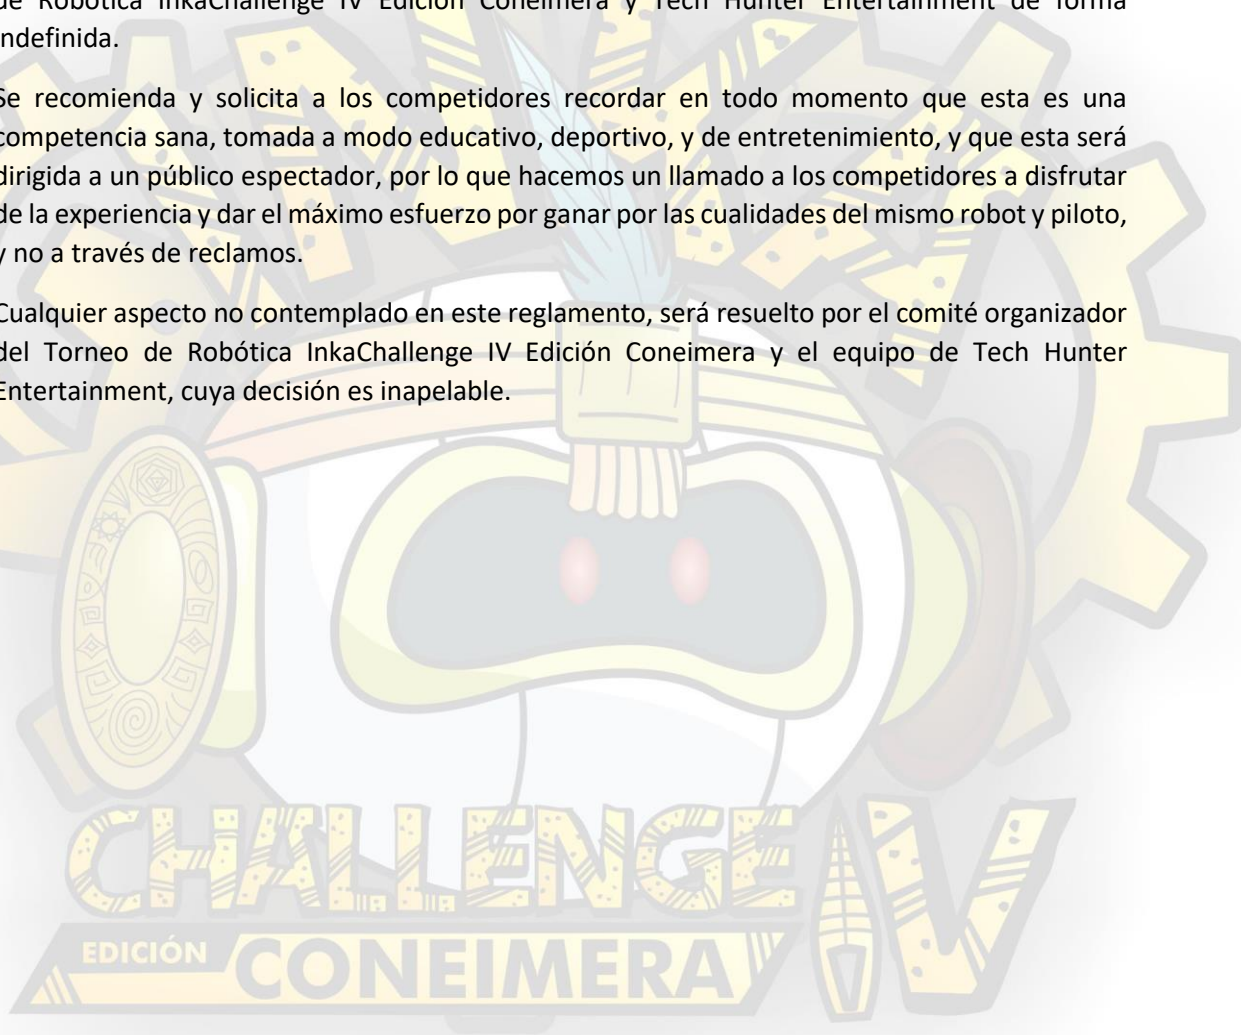 de Robótica InkaChallenge IV Edición Coneimera y Tech Hunter Entertainment de forma
indefinida.
Se recomienda y solicita a los competidores recordar en todo momento que esta es una
competencia sana, tomada a modo educativo, deportivo, y de entretenimiento, y que esta será
dirigida a un público espectador, por lo que hacemos un llamado a los competidores a disfrutar
de la experiencia y dar el máximo esfuerzo por ganar por las cualidades del mismo robot y piloto,
y no a través de reclamos.
Cualquier aspecto no contemplado en este reglamento, será resuelto por el comité organizador
del Torneo de Robótica InkaChallenge IV Edición Coneimera y el equipo de Tech Hunter
Entertainment, cuya decisión es inapelable.
CHALLENGE IV
EDICIÓN CONEIMERA